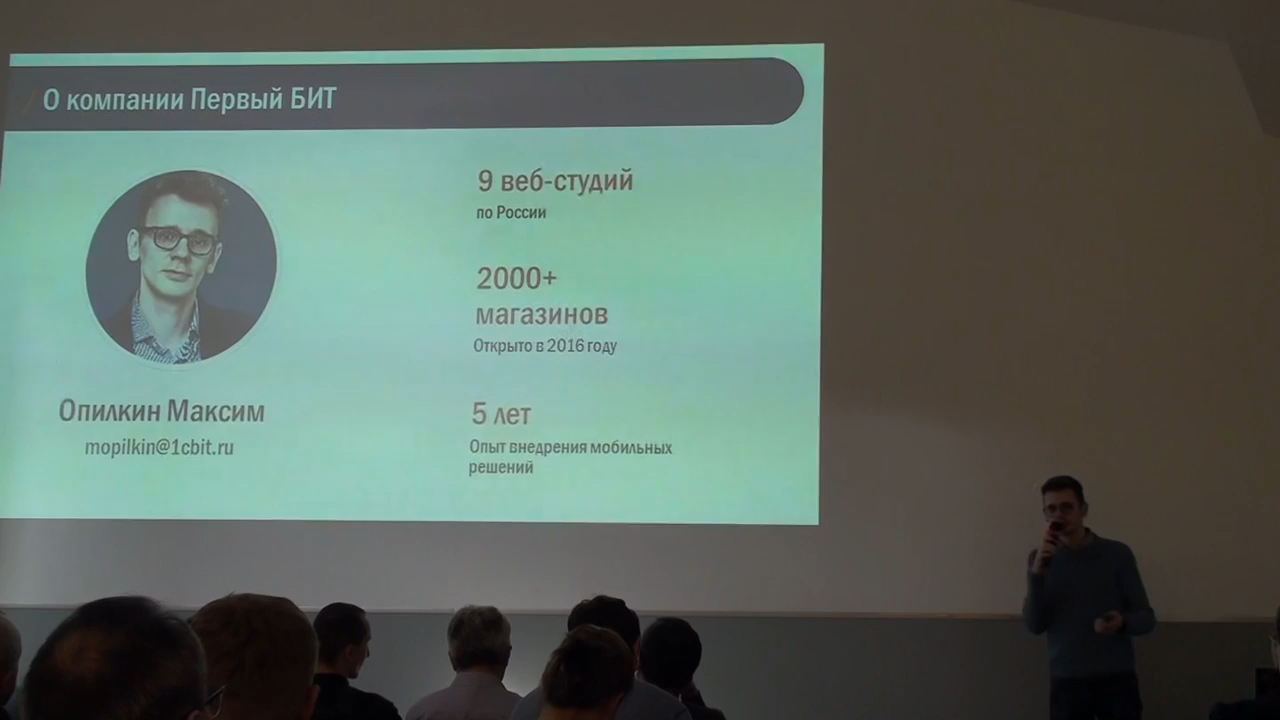 О компании Первый БИТ
Опилкин Максим
mopilkin@1cbit.ru
9 веб-студий
по России
2000+
магазинов
Открыто в 2016 году
5 лет
Опыт внедрения мобильных
решений